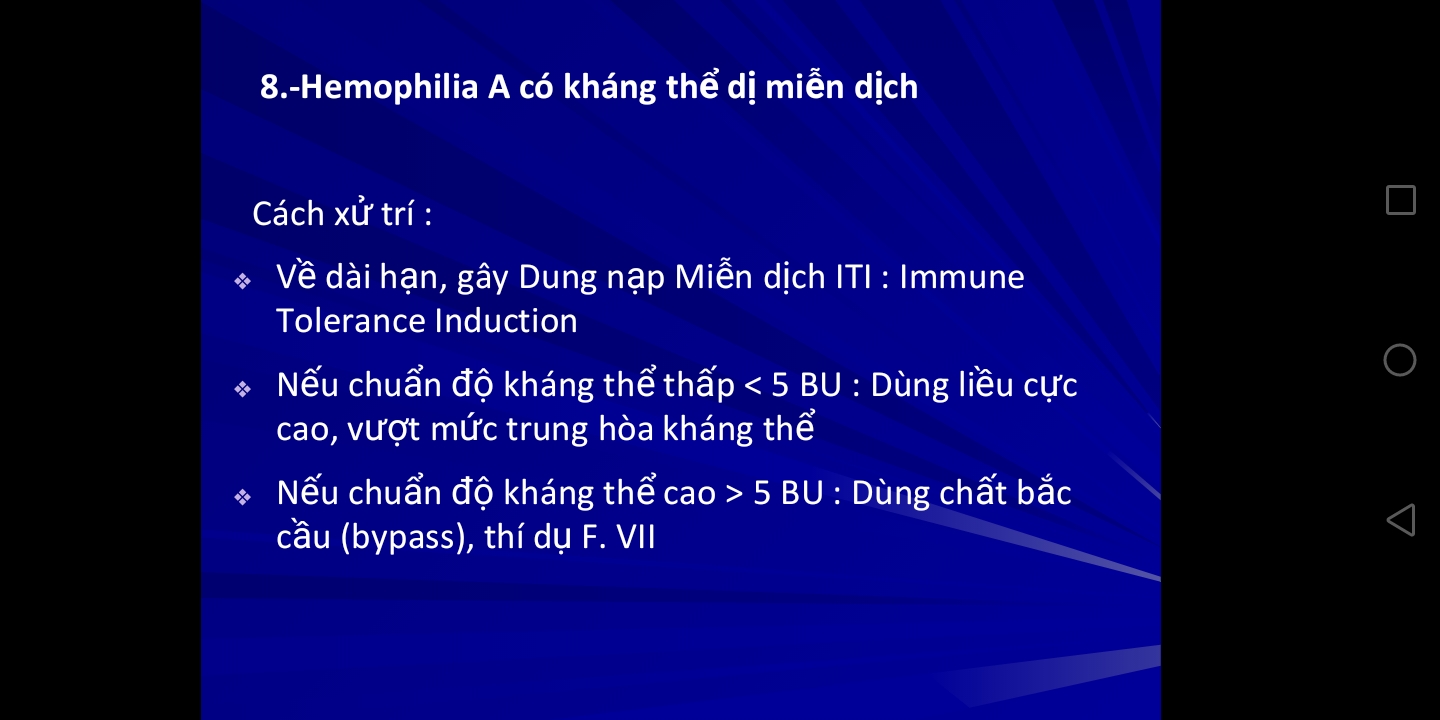 8.-Hemophilia A có kháng thể dị miễn dịch
Cách xử trí :
Về dài hạn, gây Dung nạp Miễn dịch ITI : Immune
Tolerance Induction
Nếu chuẩn độ kháng thể thấp < 5 BU : Dùng liều cực
cao, vượt mức trung hòa kháng thể
Nếu chuẩn độ kháng thể cao > 5 BU : Dùng chất bắc
cầu (bypass), thí dụ F. VII